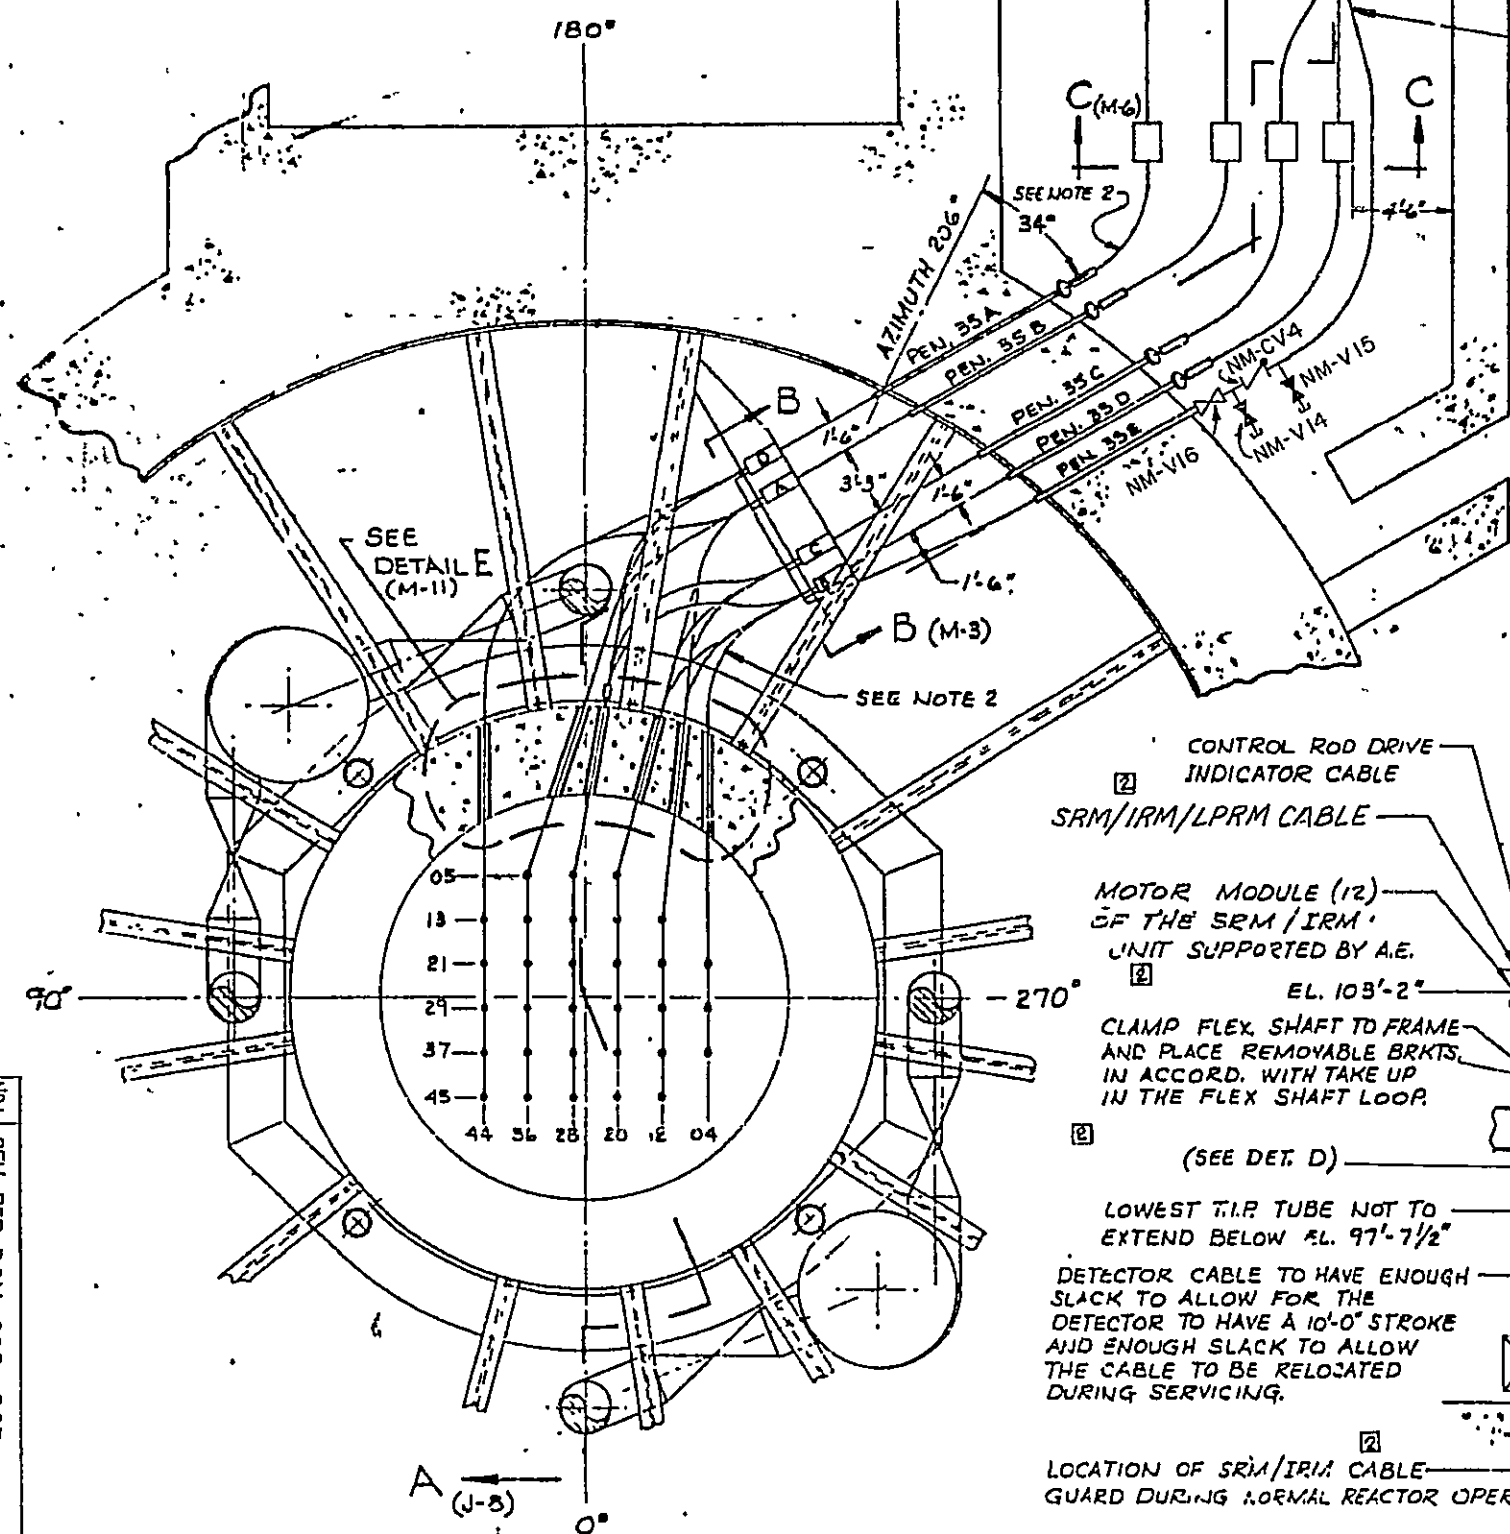 180°
C (M-6)
C
SEE NOTE 2
34°
4'-6"
AZIMUTH 206°
PEN. 35A
PEN. 35B
PEN. 35C
PEN. 35D
PEN. 35E
NM-CV4
NM-V15
NM-V14
NM-V16
B
1'-6"
3'-3"
1'-6"
1'-6"
D
A
C
B
SEE
DETAIL E
(M-11)
B (M-3)
SEE NOTE 2
CONTROL ROD DRIVE
INDICATOR CABLE
2
SRM/IRM/LPRM CABLE
MOTOR MODULE (12)
OF THE SRM/IRM
UNIT SUPPORTED BY A.E.
2
EL. 103'-2"
CLAMP FLEX. SHAFT TO FRAME
AND PLACE REMOVABLE BRKTS.
IN ACCORD. WITH TAKE UP
IN THE FLEX SHAFT LOOP.
2
(SEE DET. D)
LOWEST T.I.P. TUBE NOT TO
EXTEND BELOW EL. 97'-7 1/2"
DETECTOR CABLE TO HAVE ENOUGH
SLACK TO ALLOW FOR THE
DETECTOR TO HAVE A 10'-0" STROKE
AND ENOUGH SLACK TO ALLOW
THE CABLE TO BE RELOCATED
DURING SERVICING.
2
LOCATION OF SRM/IRM CABLE
GUARD DURING NORMAL REACTOR OPER
05
13
21
29
37
45
44 36 28 20 12 04
90°
270°
A (J-8)
0°